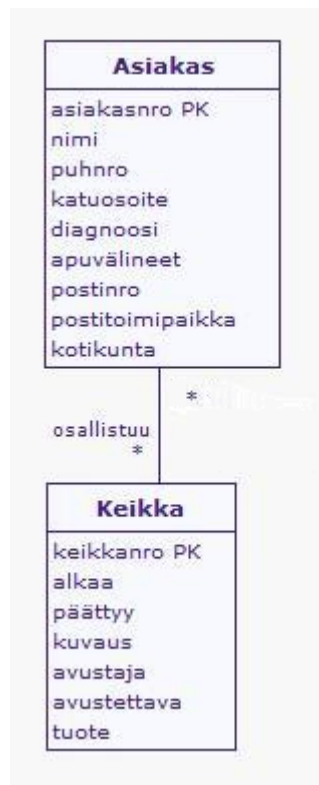 Asiakas
asiakasnro PK
nimi
puhnro
katuosoite
diagnoosi
apuvälineet
postinro
postitoimipaikka
kotikunta
*
osallistuu
*
Keikka
keikkanro PK
alkaa
päättyy
kuvaus
avustaja
avustettava
tuote